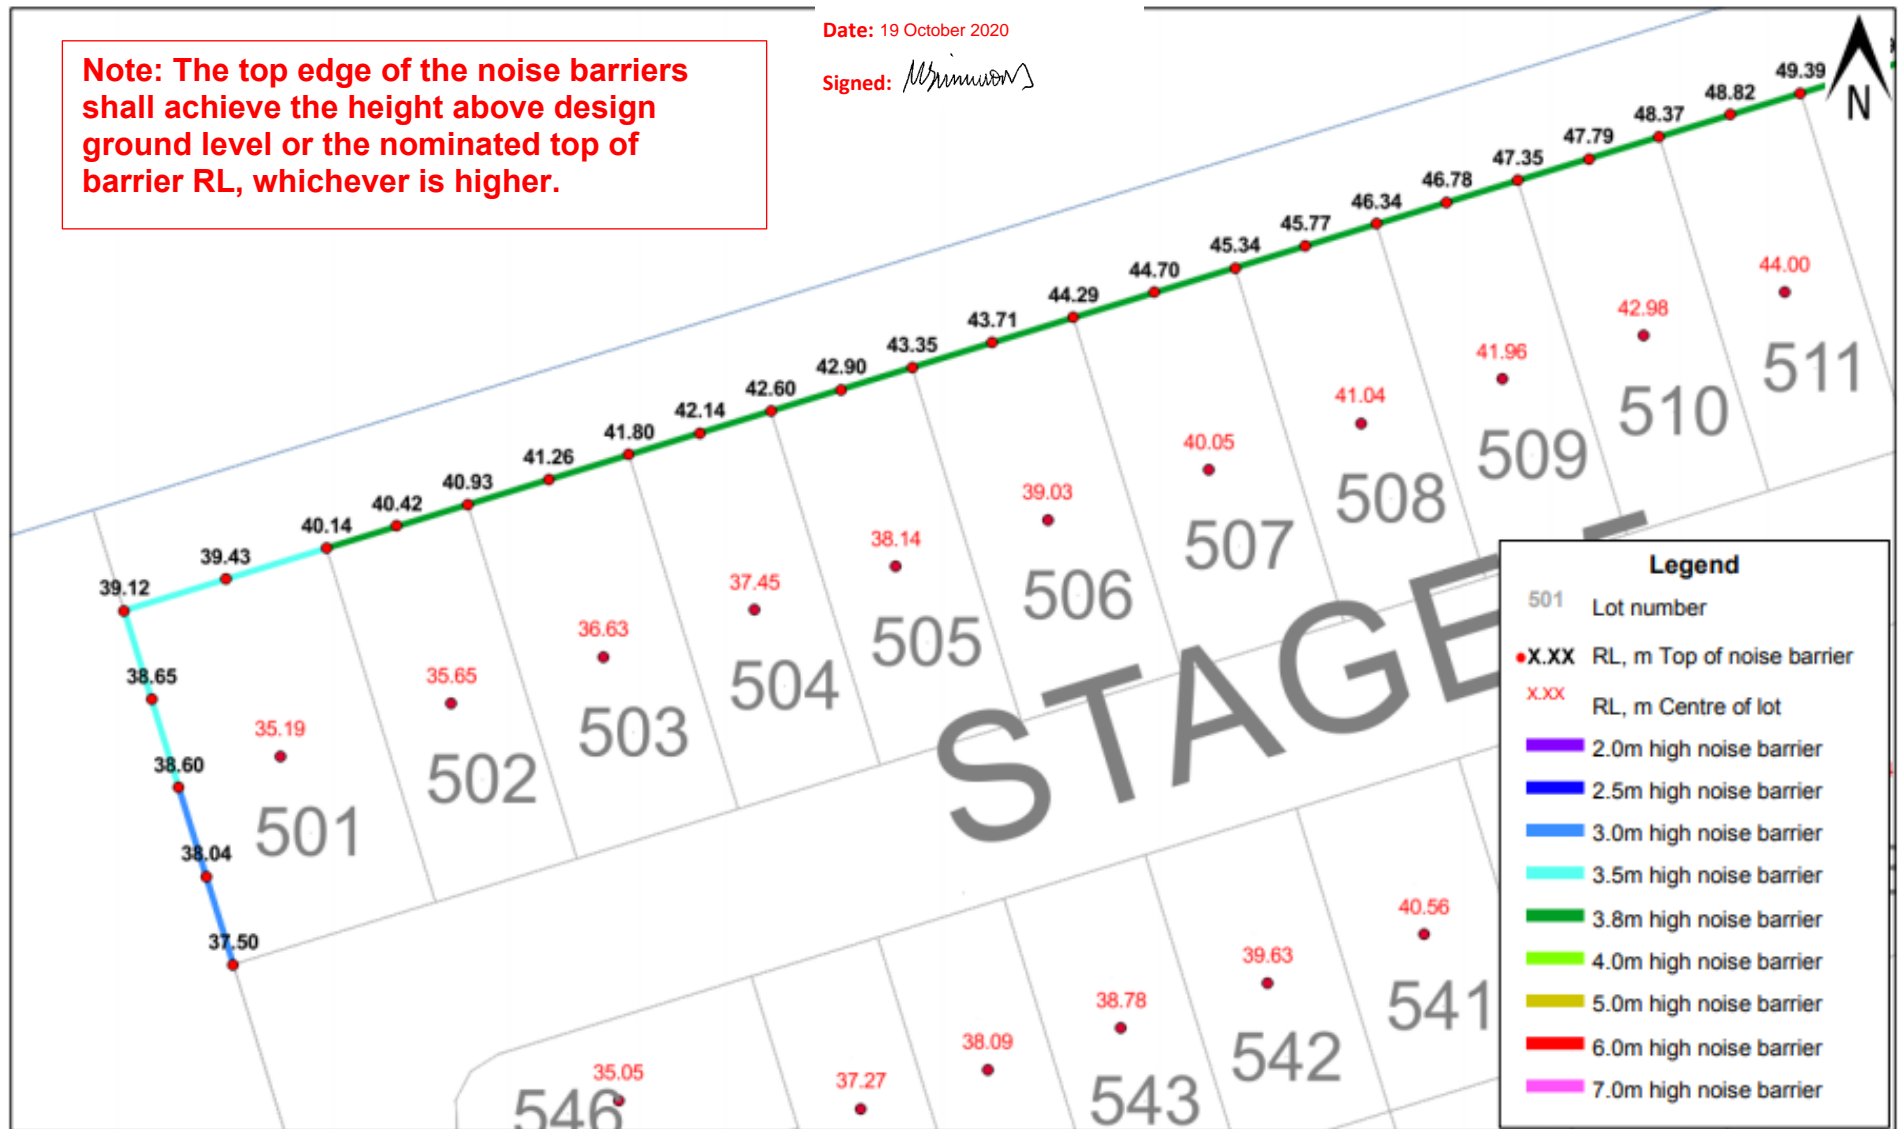 Date: 19 October 2020
Signed:
Note: The top edge of the noise barriers
shall achieve the height above design
ground level or the nominated top of
barrier RL, whichever is higher.
N
49.39
48.82
48.37
47.79
47.35
46.78
46.34
45.77
45.34
44.70
44.29
43.71
43.35
42.90
42.60
42.14
41.80
41.26
40.93
40.42
40.14
39.43
39.12
38.65
38.60
38.04
37.50
44.00
511
42.98
510
41.96
509
41.04
508
40.05
507
39.03
506
38.14
505
37.45
504
36.63
503
35.65
502
35.19
501
STAGE
40.56
541
39.63
542
38.78
543
38.09
37.27
35.05
546
Legend
501 Lot number
X.XX RL, m Top of noise barrier
X.XX RL, m Centre of lot
2.0m high noise barrier
2.5m high noise barrier
3.0m high noise barrier
3.5m high noise barrier
3.8m high noise barrier
4.0m high noise barrier
5.0m high noise barrier
6.0m high noise barrier
7.0m high noise barrier